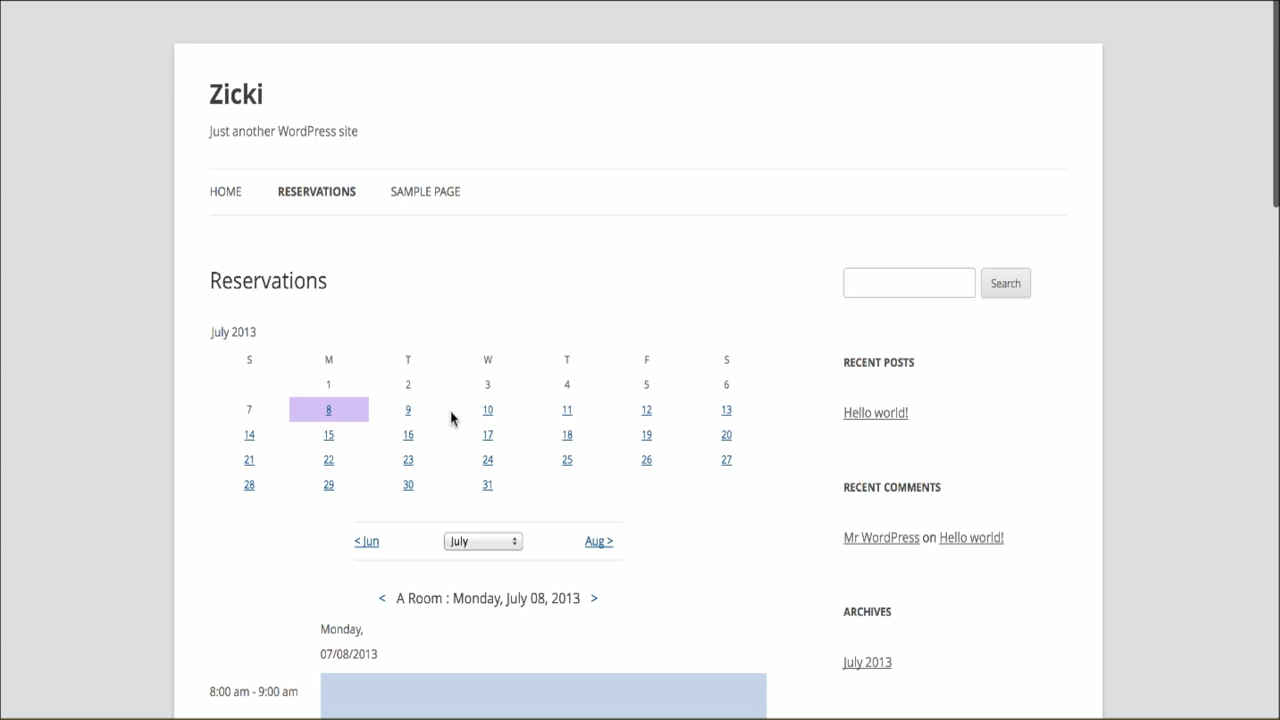 Zicki
Just another WordPress site
HOME RESERVATIONS SAMPLE PAGE
Reservations
Search
July 2013
S M T W T F S
1 2 3 4 5 6
7 8 9 10 11 12 13
14 15 16 17 18 19 20
21 22 23 24 25 26 27
28 29 30 31
< Jun July Aug >
< A Room : Monday, July 08, 2013 >
Monday,
07/08/2013
8:00 am - 9:00 am
RECENT POSTS
Hello world!
RECENT COMMENTS
Mr WordPress on Hello world!
ARCHIVES
July 2013